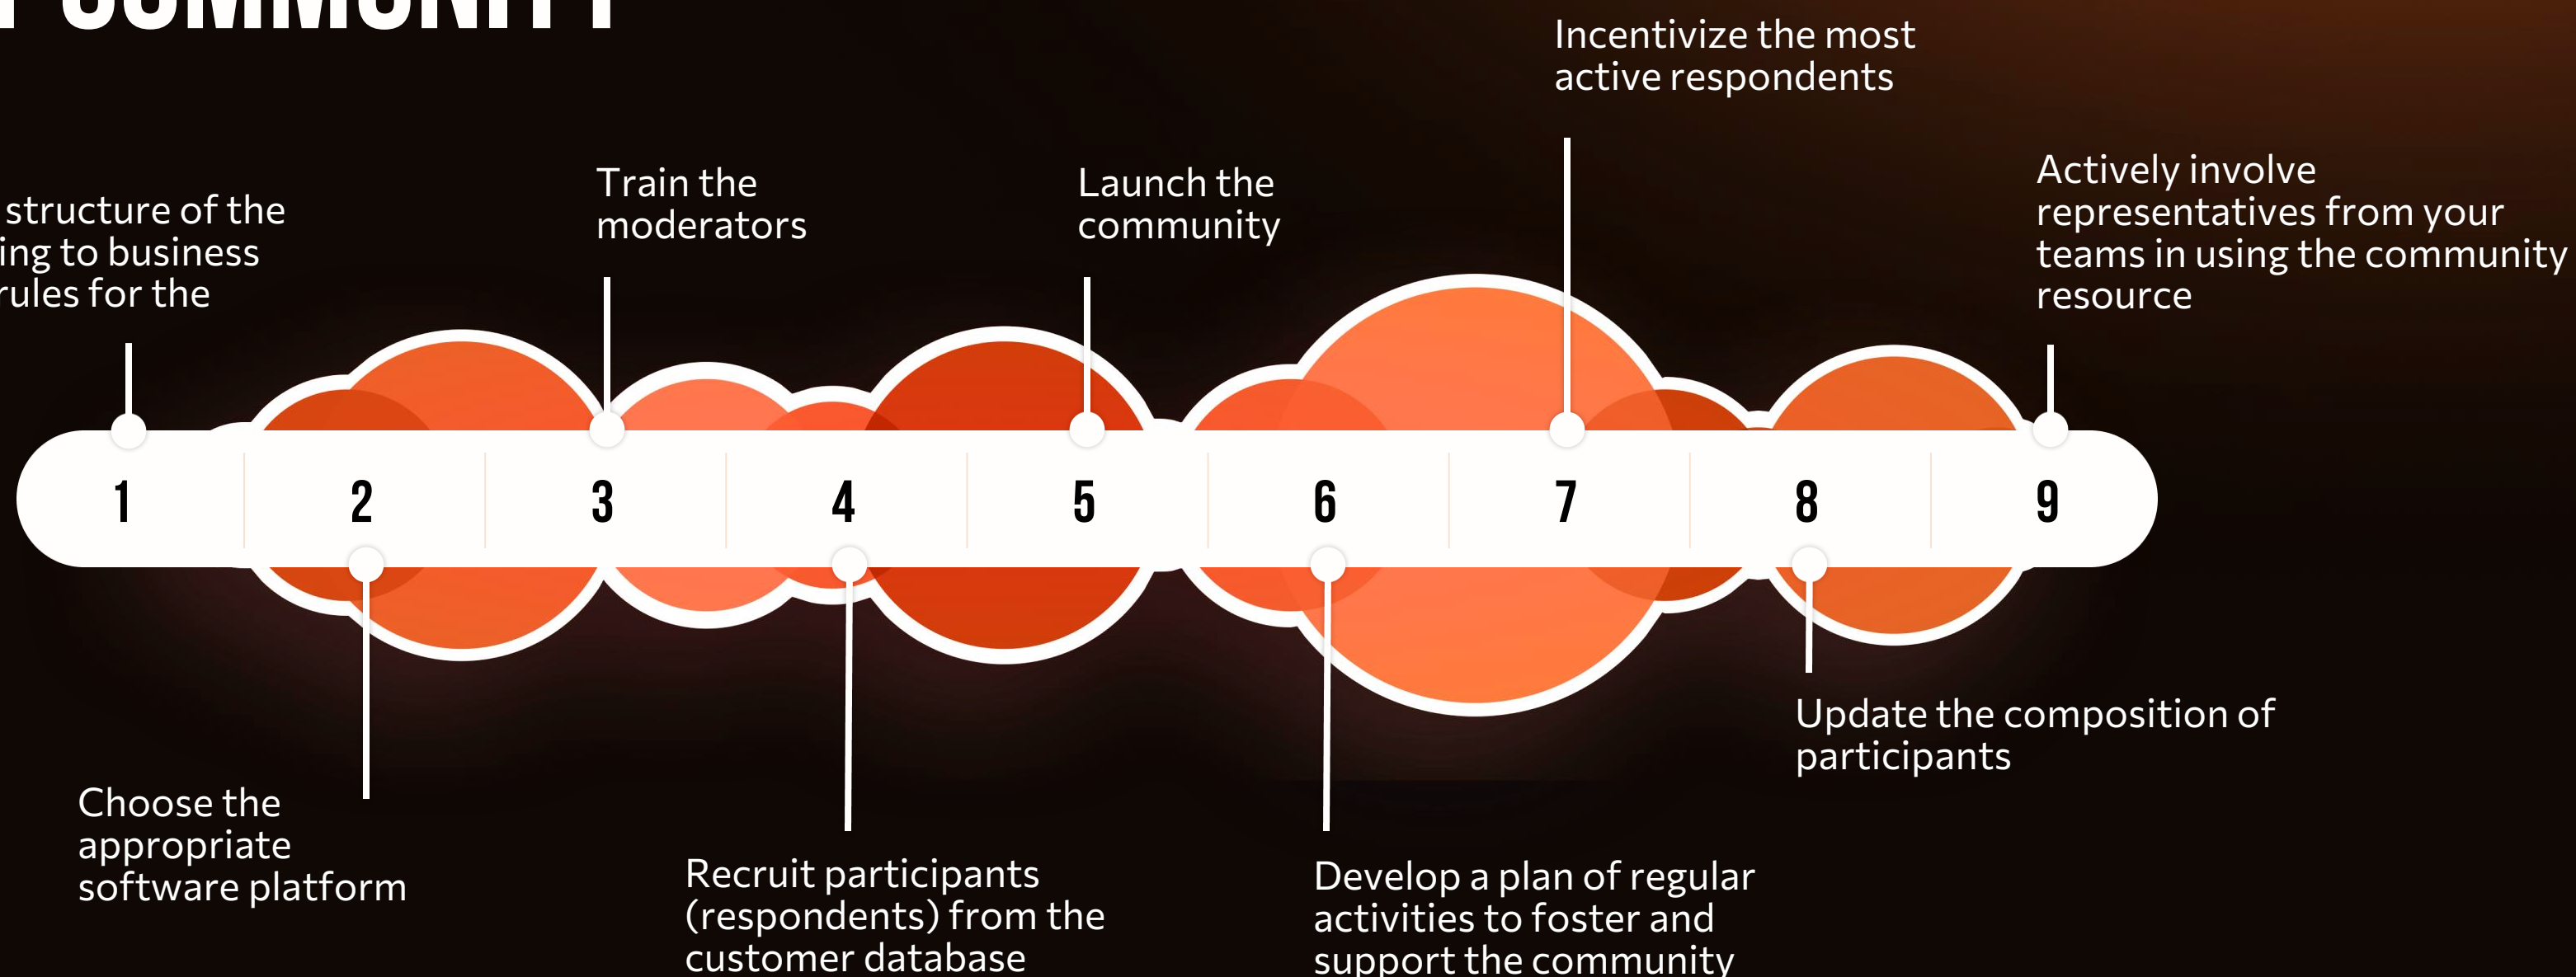 COMMUNITY
structure of the
to business
rules for the
1
Choose the
appropriate
software platform
2
Train the
moderators
3
Recruit participants
(respondents) from the
customer database
4
Launch the
community
5
Develop a plan of regular
activities to foster and
support the community
6
Incentivize the most
active respondents
7
Update the composition of
participants
8
Actively involve
representatives from your
teams in using the community
resource
9